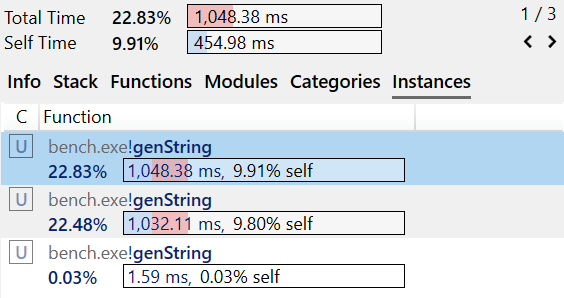 Total Time 22.83% 1,048.38 ms 1 / 3
Self Time 9.91% 454.98 ms
Info Stack Functions Modules Categories Instances
C Function
U bench.exe!genString
22.83% 1,048.38 ms, 9.91% self
U bench.exe!genString
22.48% 1,032.11 ms, 9.80% self
U bench.exe!genString
0.03% 1.59 ms, 0.03% self